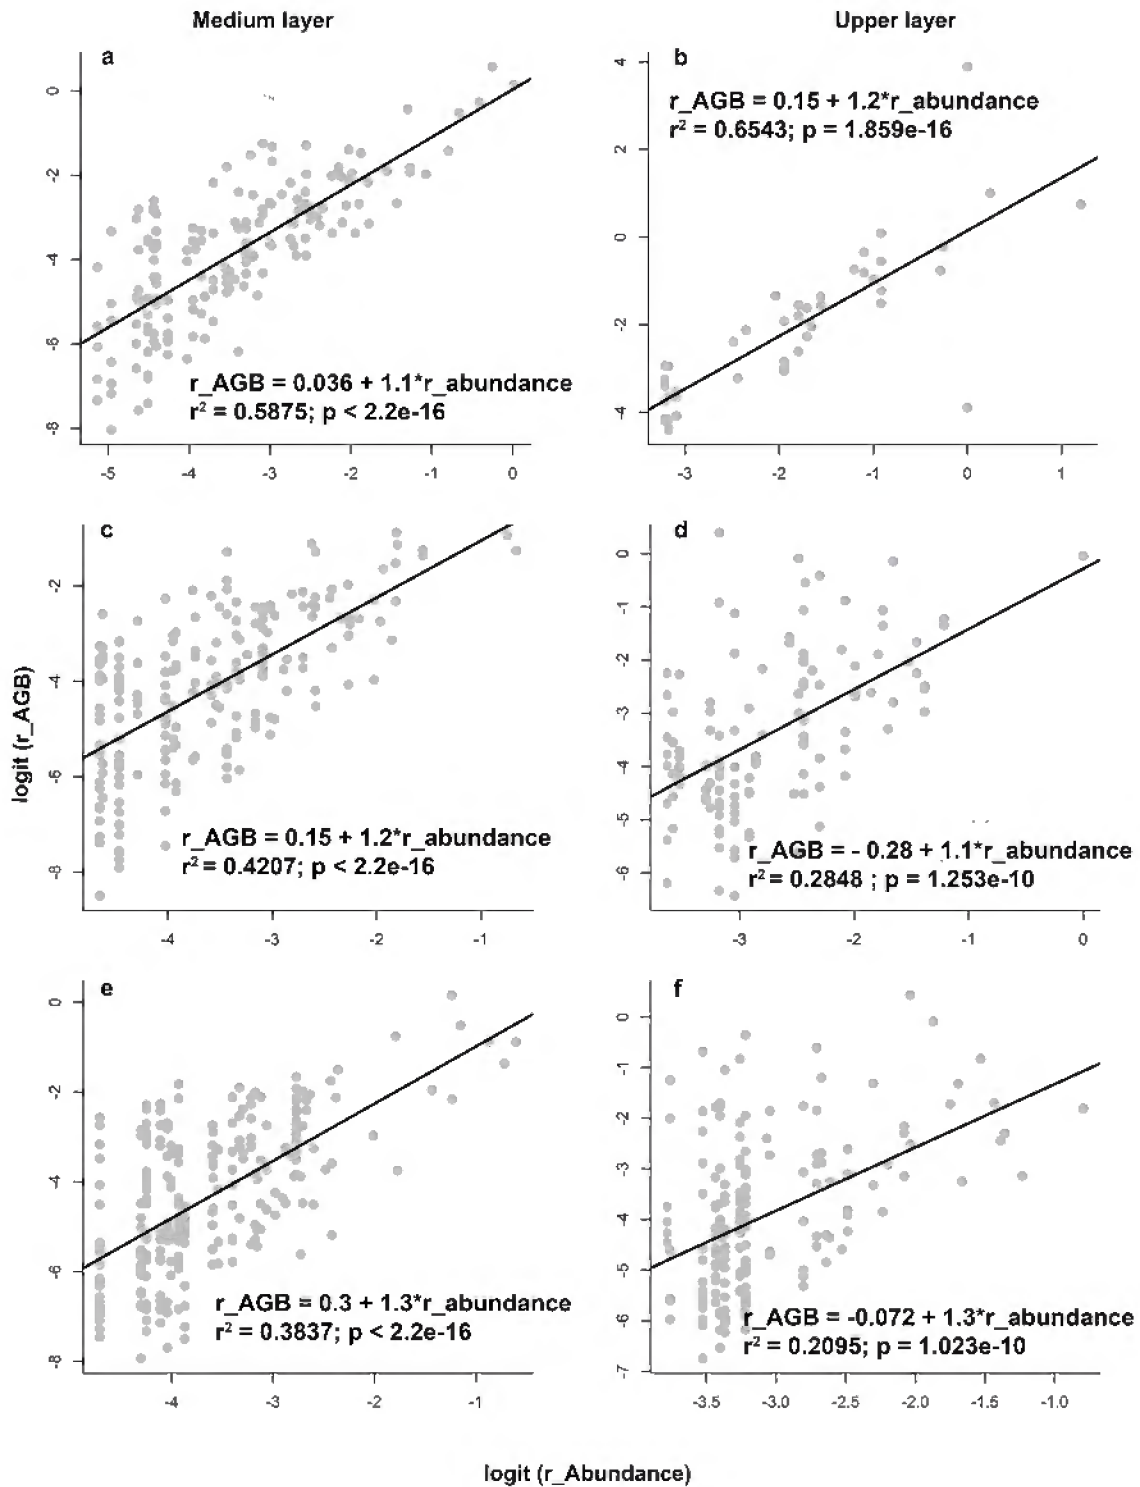 Medium layer
Upper layer
a
0
-2
-4
-6
-8
r_AGB = 0.036 + 1.1*r_abundance
r² = 0.5875; p < 2.2e-16
-5 -4 -3 -2 -1 0
b
4
2
0
-2
-4
r_AGB = 0.15 + 1.2*r_abundance
r² = 0.6543; p = 1.859e-16
-3 -2 -1 0 1
logit (r_AGB)
c
-2
-4
-6
-8
r_AGB = 0.15 + 1.2*r_abundance
r² = 0.4207; p < 2.2e-16
-4 -3 -2 -1
d
0
-1
-2
-3
-4
-5
-6
r_AGB = - 0.28 + 1.1*r_abundance
r² = 0.2848 ; p = 1.253e-10
-3 -2 -1 0
e
0
-2
-4
-6
-8
r_AGB = 0.3 + 1.3*r_abundance
r² = 0.3837; p < 2.2e-16
-4 -3 -2 -1
f
0
-1
-2
-3
-4
-5
-6
-7
r_AGB = -0.072 + 1.3*r_abundance
r² = 0.2095; p = 1.023e-10
-3.5 -3.0 -2.5 -2.0 -1.5 -1.0
logit (r_Abundance)